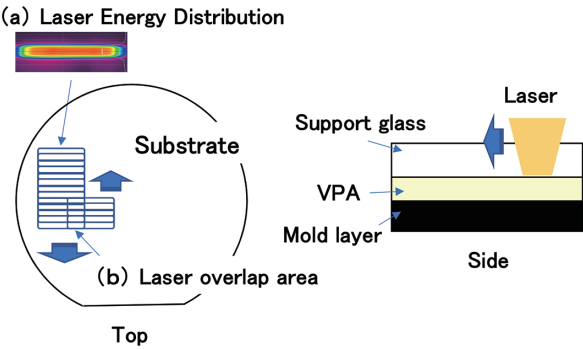 (a) Laser Energy Distribution
Substrate
(b) Laser overlap area
Top
Laser
Support glass
VPA
Mold layer
Side